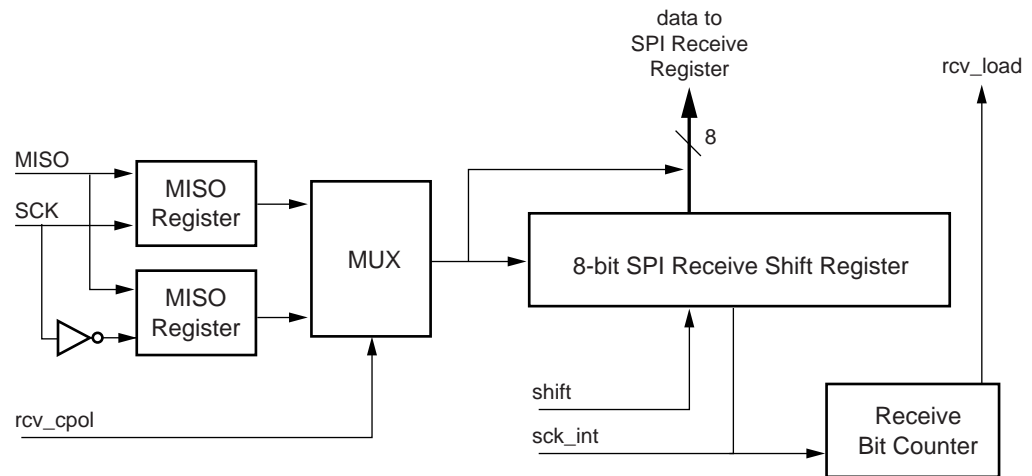 data to
SPI Receive
Register
rcv_load
8
MISO
MISO
Register
SCK
MUX
8-bit SPI Receive Shift Register
MISO
Register
shift
rcv_cpol
sck_int
Receive
Bit Counter